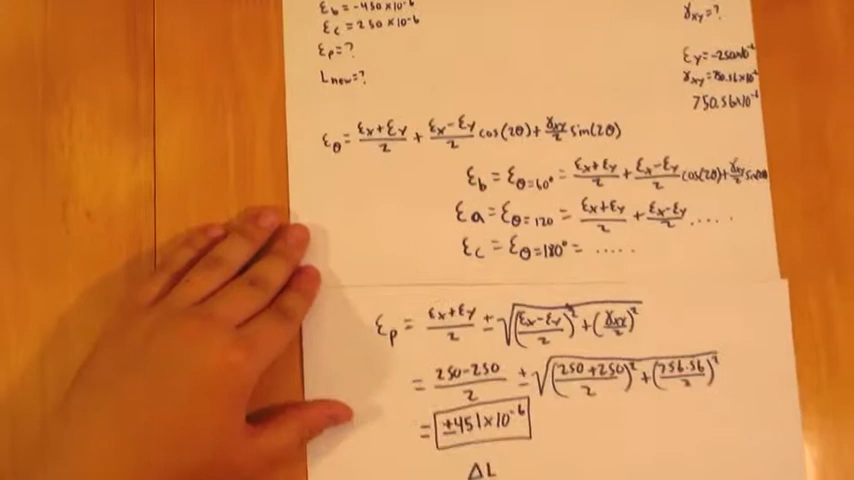 εb = -450×10⁻⁶
εc = 250×10⁻⁶
εp = ?
Lnew = ?
γxy = ?
εy = -250×10⁻⁶
750.56×10⁻⁶
εθ = (εx+εy)/2 + (εx-εy)/2 cos(2θ) + γxy/2 sin(2θ)
εb = εθ=60° = (εx+εy)/2 + (εx-εy)/2 cos(2θ) + γxy/2 sin(2θ)
εa = εθ=120 = (εx+εy)/2 + (εx-εy)/2 ....
εc = εθ=180° = .....
εp = (εx+εy)/2 ± √(((εx-εy)/2)² + (γxy/2)²)
= (250-250)/2 ± √(((250+250)/2)² + (756.56/2)²)
= ±451×10⁻⁶
ΔL